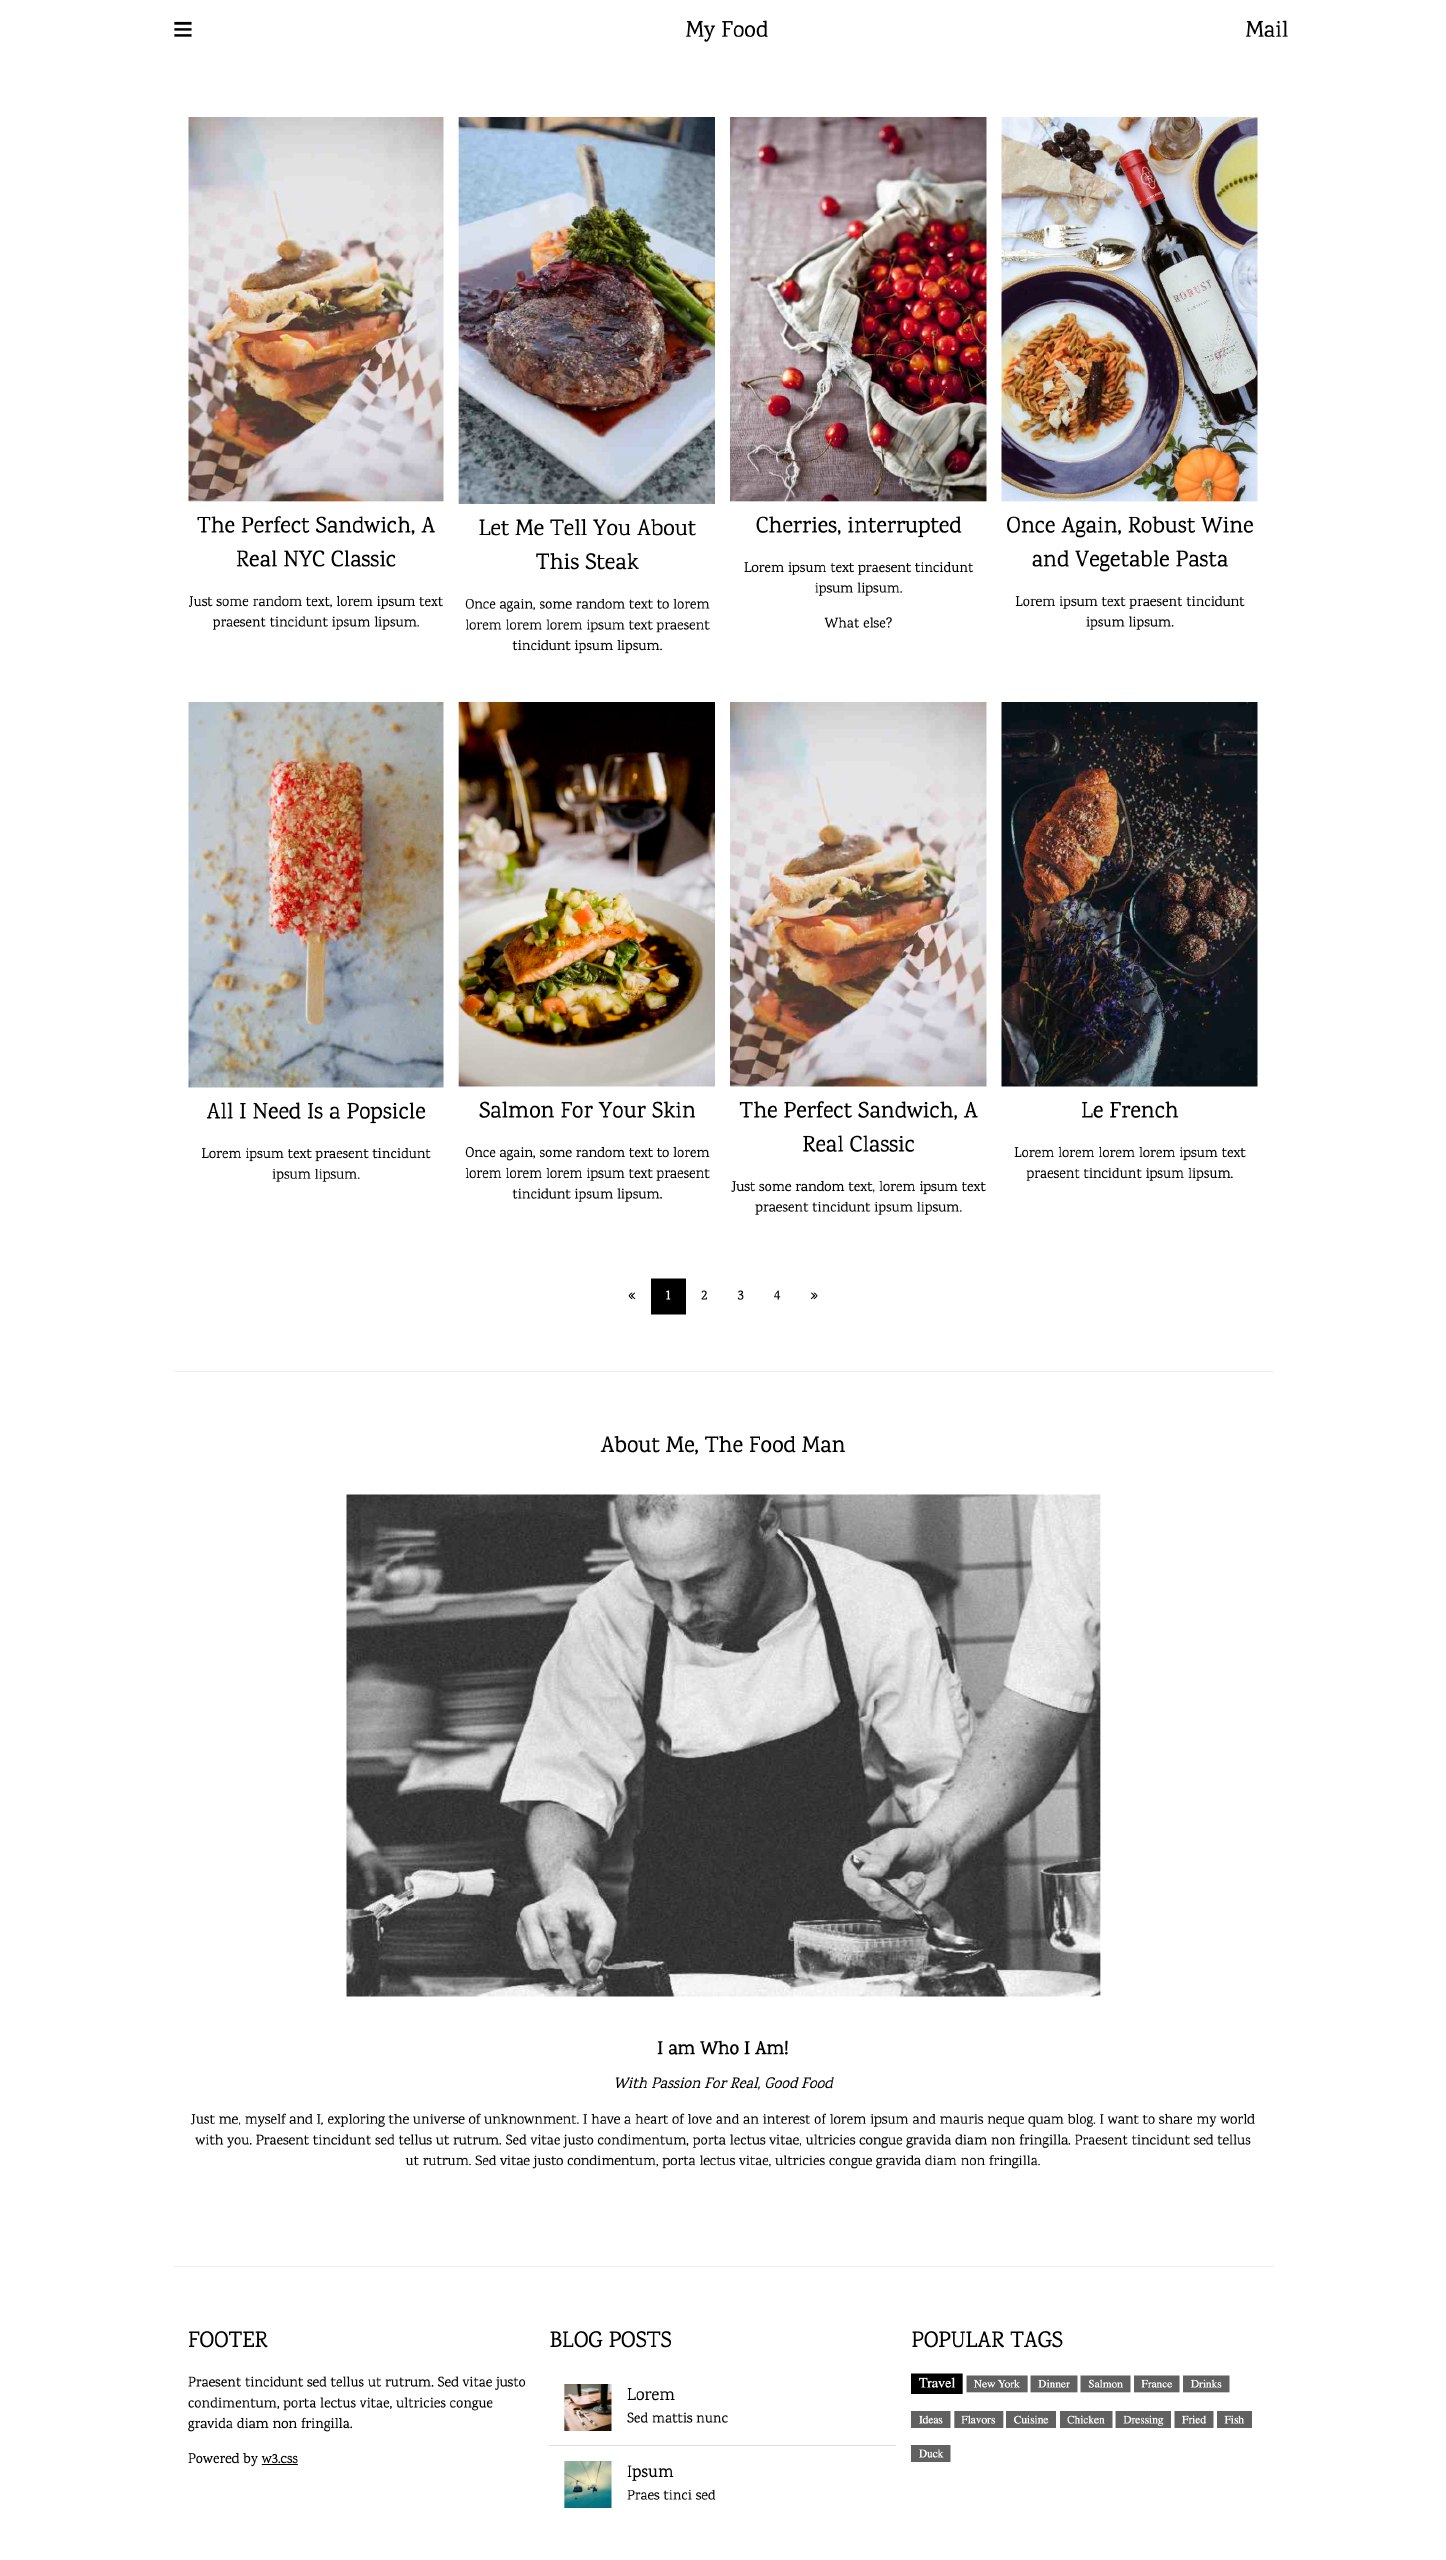 My Food
Mail
ROBUST
The Perfect Sandwich, A
Real NYC Classic
Just some random text, lorem ipsum text
praesent tincidunt ipsum lipsum.
Let Me Tell You About
This Steak
Once again, some random text to lorem
lorem lorem lorem ipsum text praesent
tincidunt ipsum lipsum.
Cherries, interrupted
Lorem ipsum text praesent tincidunt
ipsum lipsum.
What else?
Once Again, Robust Wine
and Vegetable Pasta
Lorem ipsum text praesent tincidunt
ipsum lipsum.
All I Need Is a Popsicle
Lorem ipsum text praesent tincidunt
ipsum lipsum.
Salmon For Your Skin
Once again, some random text to lorem
lorem lorem lorem ipsum text praesent
tincidunt ipsum lipsum.
The Perfect Sandwich, A
Real Classic
Just some random text, lorem ipsum text
praesent tincidunt ipsum lipsum.
Le French
Lorem lorem lorem lorem ipsum text
praesent tincidunt ipsum lipsum.
« 1 2 3 4 »
About Me, The Food Man
I am Who I Am!
With Passion For Real, Good Food
Just me, myself and I, exploring the universe of unknownment. I have a heart of love and an interest of lorem ipsum and mauris neque quam blog. I want to share my world
with you. Praesent tincidunt sed tellus ut rutrum. Sed vitae justo condimentum, porta lectus vitae, ultricies congue gravida diam non fringilla. Praesent tincidunt sed tellus
ut rutrum. Sed vitae justo condimentum, porta lectus vitae, ultricies congue gravida diam non fringilla.
FOOTER
Praesent tincidunt sed tellus ut rutrum. Sed vitae justo
condimentum, porta lectus vitae, ultricies congue
gravida diam non fringilla.
Powered by w3.css
BLOG POSTS
Lorem
Sed mattis nunc
Ipsum
Praes tinci sed
POPULAR TAGS
Travel New York Dinner Salmon France Drinks
Ideas Flavors Cuisine Chicken Dressing Fried Fish
Duck